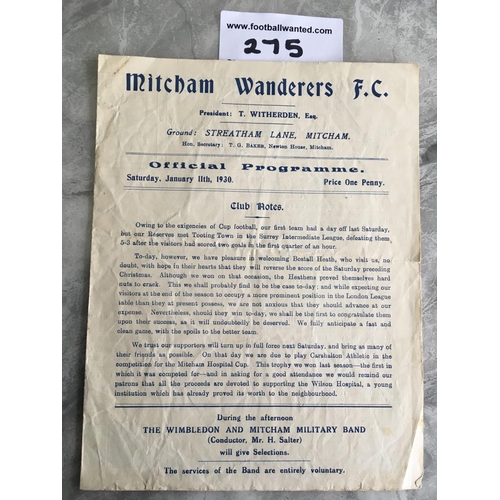 www.footballwanted.com
275
Mitcham Wanderers F.C.
President: T. WITHERDEN, Esq.
Ground: STREATHAM LANE, MITCHAM.
Hon. Secretary: T. G. BAKER, Newton House, Mitcham.
Official Programme.
Saturday, January 11th, 1930. Price One Penny.
Club Notes.
Owing to the exigencies of Cup football, our first team had a day off last Saturday,
but our Reserves met Tooting Town in the Surrey Intermediate League, defeating them
5-3 after the visitors had scored two goals in the first quarter of an hour.
To-day, however, we have pleasure in welcoming Bostall Heath, who visit us, no
doubt, with hope in their hearts that they will reverse the score of the Saturday preceding
Christmas. Although we won on that occasion, the Heathens proved themselves hard
nuts to crack. This we shall probably find to be the case to-day; and while expecting our
visitors at the end of the season to occupy a more prominent position in the London League
table than they at present possess, we are not anxious that they should advance at our
expense. Nevertheless, should they win to-day, we shall be the first to congratulate them
upon their success, as it will undoubtedly be deserved. We fully anticipate a fast and
clean game, with the spoils to the better team.
We trust our supporters will turn up in full force next Saturday, and bring as many of
their friends as possible. On that day we are due to play Carshalton Athletic in the
competition for the Mitcham Hospital Cup. This trophy we won last season—the first in
which it was competed for—and in asking for a good attendance we would remind our
patrons that all the proceeds are devoted to supporting the Wilson Hospital, a young
institution which has already proved its worth to the neighbourhood.
During the afternoon
THE WIMBLEDON AND MITCHAM MILITARY BAND
(Conductor, Mr. H. Salter)
will give Selections.
The services of the Band are entirely voluntary.